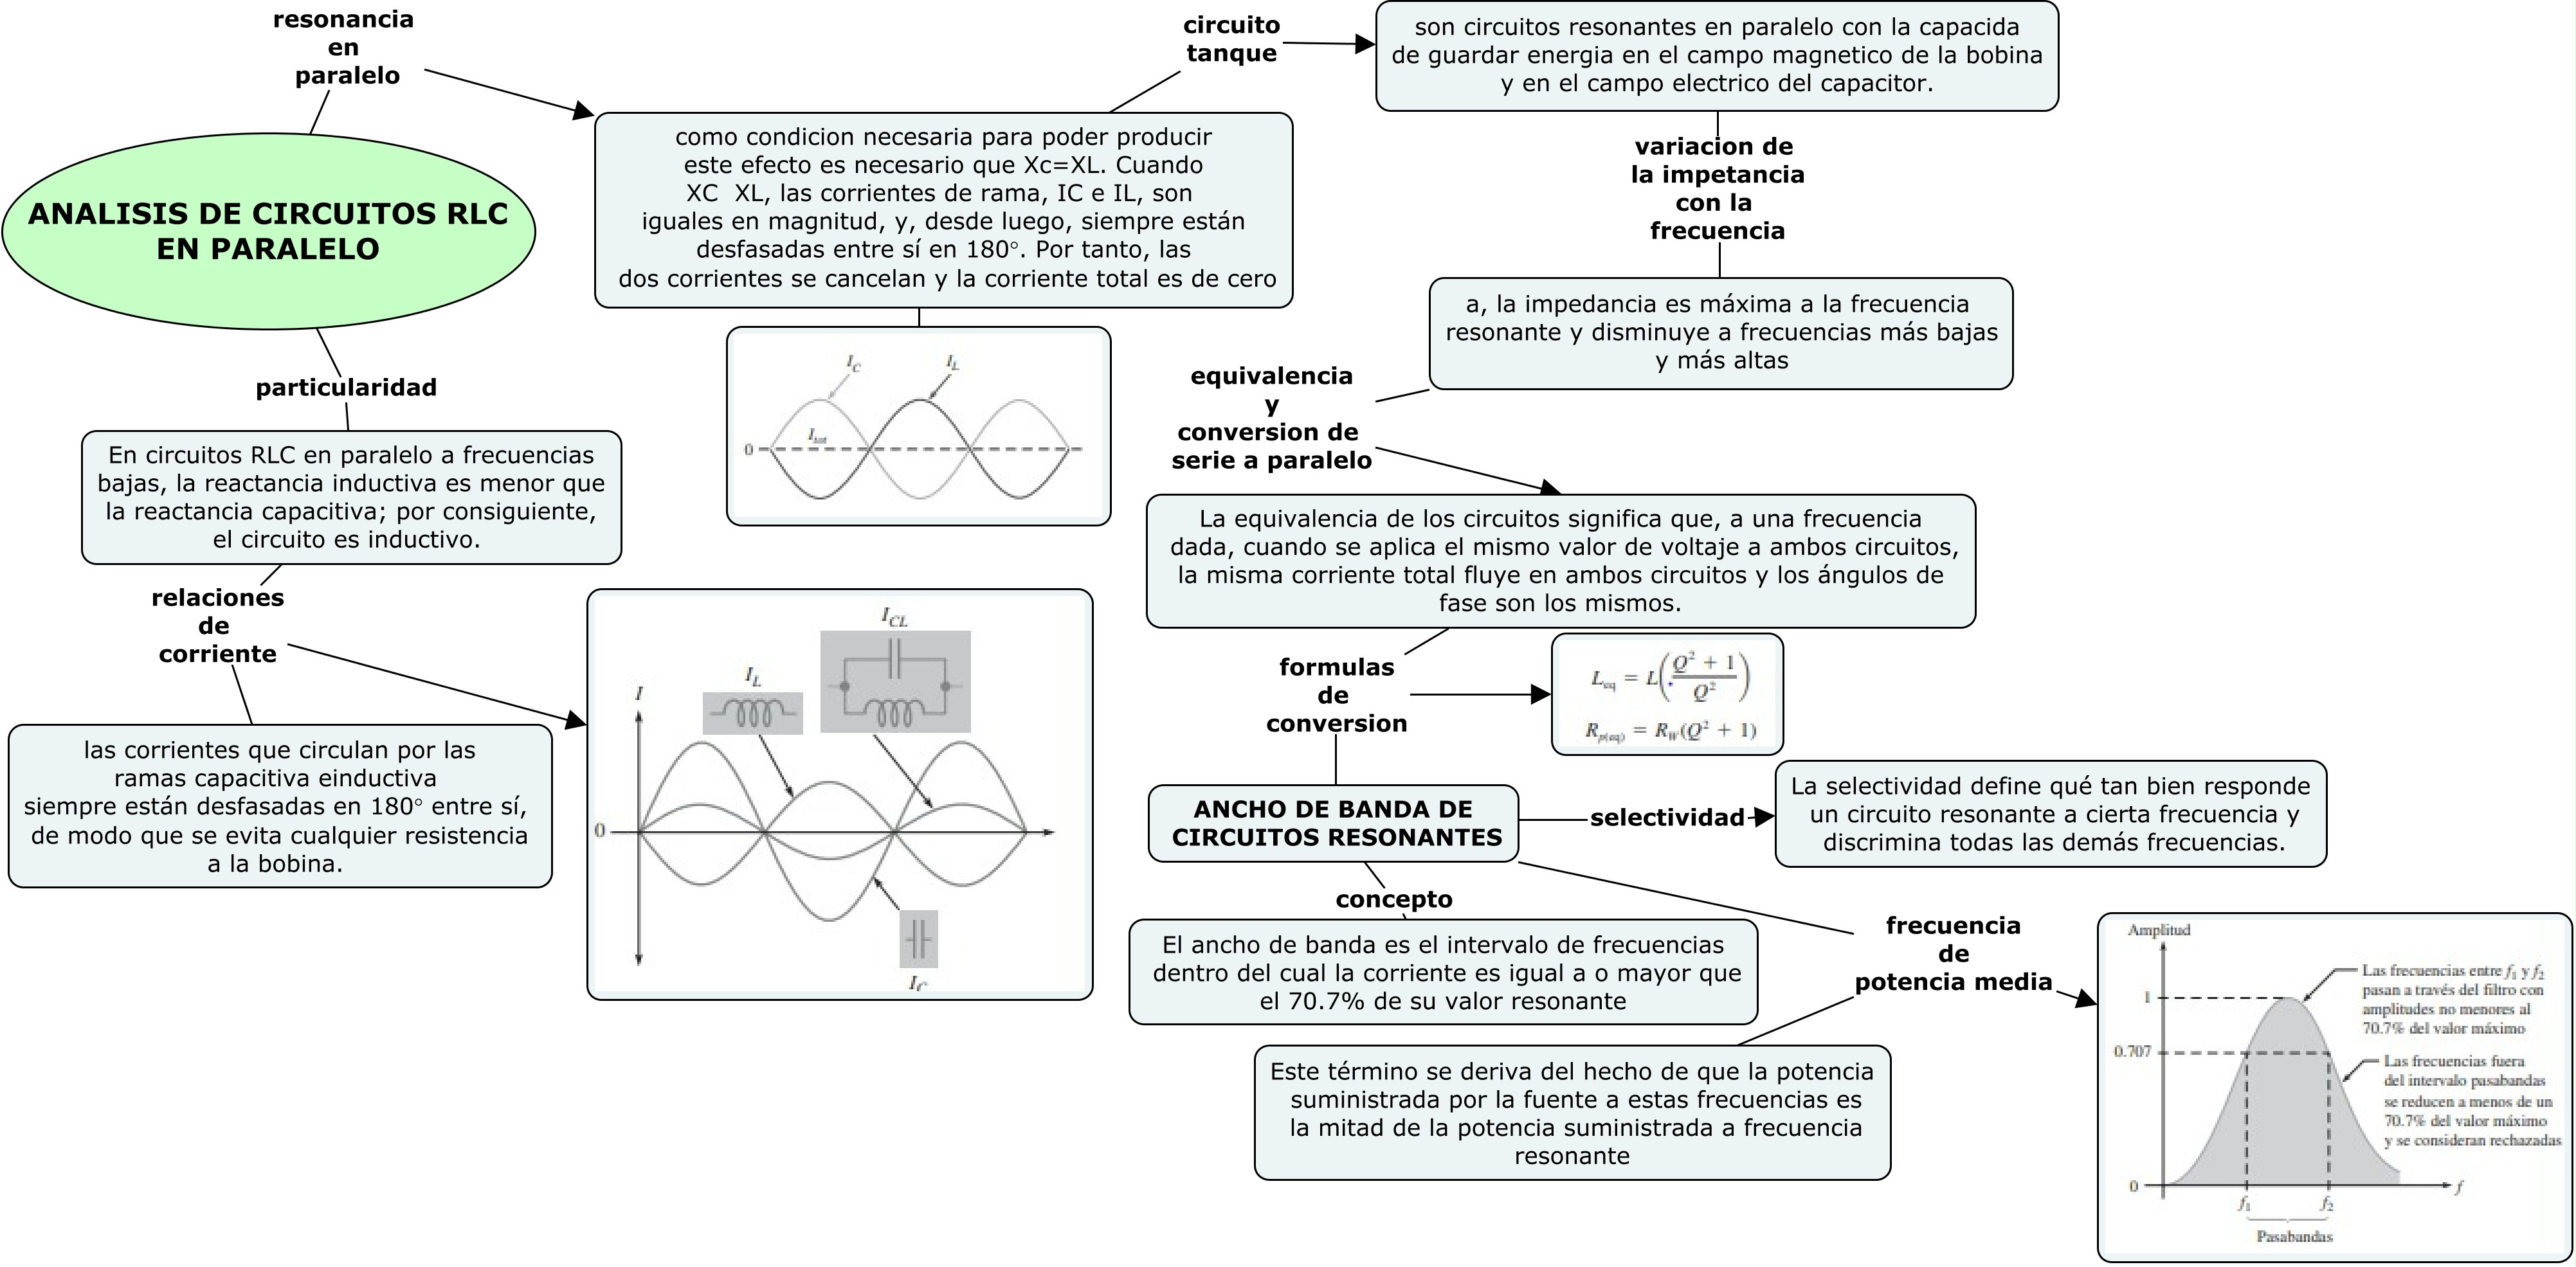 resonancia
en
paralelo
ANALISIS DE CIRCUITOS RLC
EN PARALELO
como condicion necesaria para poder producir
este efecto es necesario que Xc=XL. Cuando
XC  XL, las corrientes de rama, IC e IL, son
iguales en magnitud, y, desde luego, siempre están
desfasadas entre sí en 180°. Por tanto, las
dos corrientes se cancelan y la corriente total es de cero
I_C
I_L
I_tot
0
circuito
tanque
son circuitos resonantes en paralelo con la capacida
de guardar energia en el campo magnetico de la bobina
y en el campo electrico del capacitor.
variacion de
la impetancia
con la
frecuencia
a, la impedancia es máxima a la frecuencia
resonante y disminuye a frecuencias más bajas
y más altas
equivalencia
y
conversion de
serie a paralelo
La equivalencia de los circuitos significa que, a una frecuencia
dada, cuando se aplica el mismo valor de voltaje a ambos circuitos,
la misma corriente total fluye en ambos circuitos y los ángulos de
fase son los mismos.
formulas
de
conversion
L_eq = L(Q² + 1 / Q²)
R_p(eq) = R_W(Q² + 1)
particularidad
En circuitos RLC en paralelo a frecuencias
bajas, la reactancia inductiva es menor que
la reactancia capacitiva; por consiguiente,
el circuito es inductivo.
relaciones
de
corriente
las corrientes que circulan por las
ramas capacitiva einductiva
siempre están desfasadas en 180° entre sí,
de modo que se evita cualquier resistencia
a la bobina.
I_CL
I_L
I
0
I_C
ANCHO DE BANDA DE
CIRCUITOS RESONANTES
selectividad
La selectividad define qué tan bien responde
un circuito resonante a cierta frecuencia y
discrimina todas las demás frecuencias.
concepto
El ancho de banda es el intervalo de frecuencias
dentro del cual la corriente es igual a o mayor que
el 70.7% de su valor resonante
frecuencia
de
potencia media
Este término se deriva del hecho de que la potencia
suministrada por la fuente a estas frecuencias es
la mitad de la potencia suministrada a frecuencia
resonante
Amplitud
Las frecuencias entre f₁ y f₂
pasan a través del filtro con
amplitudes no menores al
70.7% del valor máximo
1
0.707
Las frecuencias fuera
del intervalo pasabandas
se reducen a menos de un
70.7% del valor máximo
y se consideran rechazadas
0
f
f₁
f₂
Pasabandas